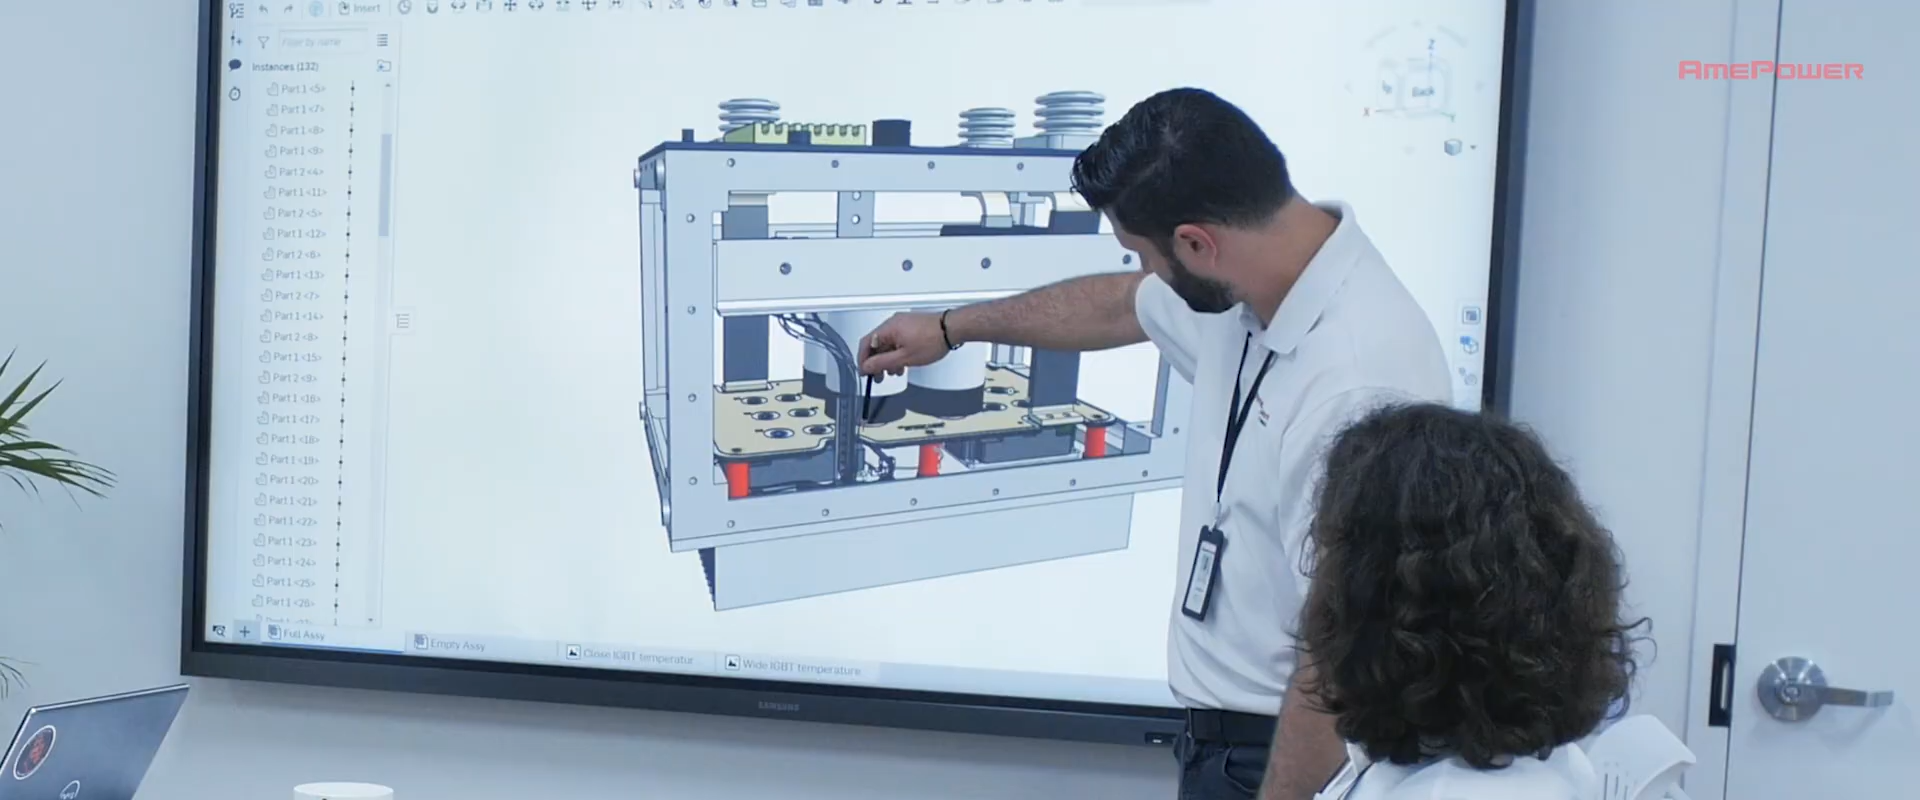 Insert
AmePower
Filter by name
Instances (132)
Z
Back
X
Part 1 <5>
Part 1 <7>
Part 1 <8>
Part 1 <9>
Part 2 <4>
Part 1 <11>
Part 2 <5>
Part 1 <12>
Part 2 <6>
Part 1 <13>
Part 2 <7>
Part 1 <14>
Part 2 <8>
Part 1 <15>
Part 2 <9>
Part 1 <16>
Part 1 <17>
Part 1 <18>
Part 1 <19>
Part 1 <20>
Part 1 <21>
Part 1 <22>
Part 1 <23>
Part 1 <24>
Part 1 <25>
Part 1 <26>
Full Assy
Empty Assy
Close IGBT temperatur
Wide IGBT temperature
SAMSUNG